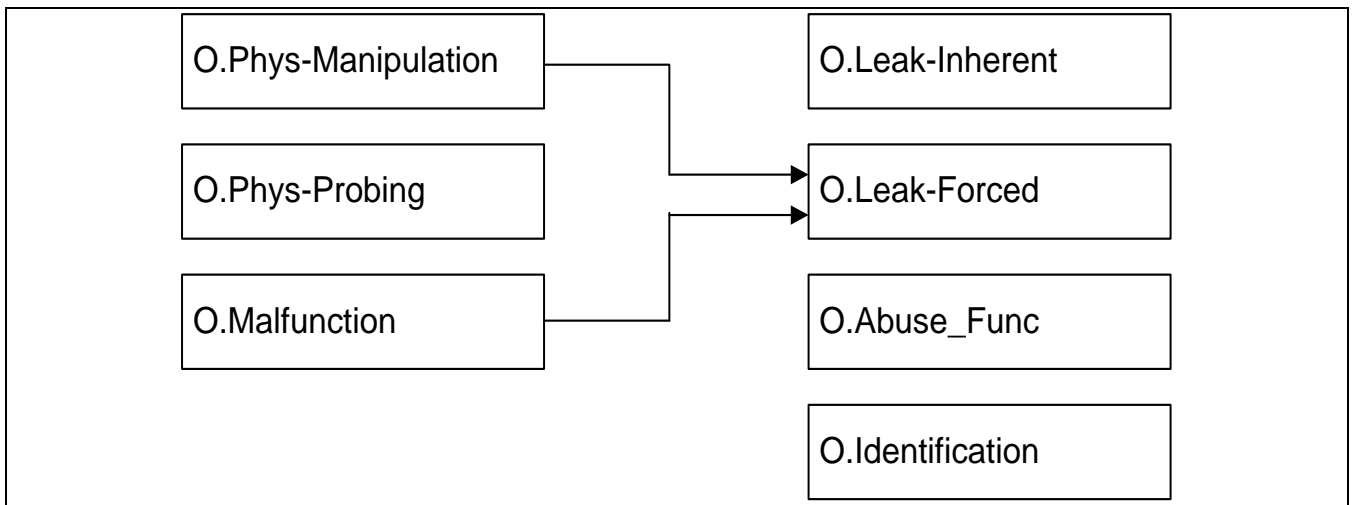 O.Phys-Manipulation
O.Leak-Inherent
O.Phys-Probing
O.Leak-Forced
O.Malfunction
O.Abuse_Func
O.Identification